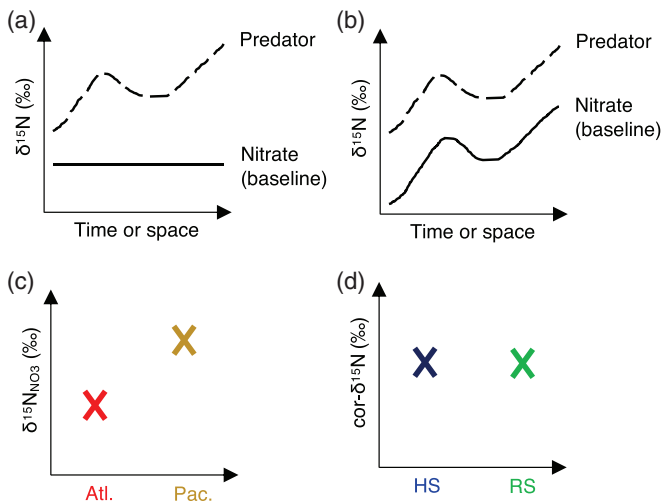 (a)
δ15N (‰)
Predator
Nitrate
(baseline)
Time or space
(b)
δ15N (‰)
Predator
Nitrate
(baseline)
Time or space
(c)
δ15NNO3 (‰)
Atl.
Pac.
(d)
cor-δ15N (‰)
HS
RS